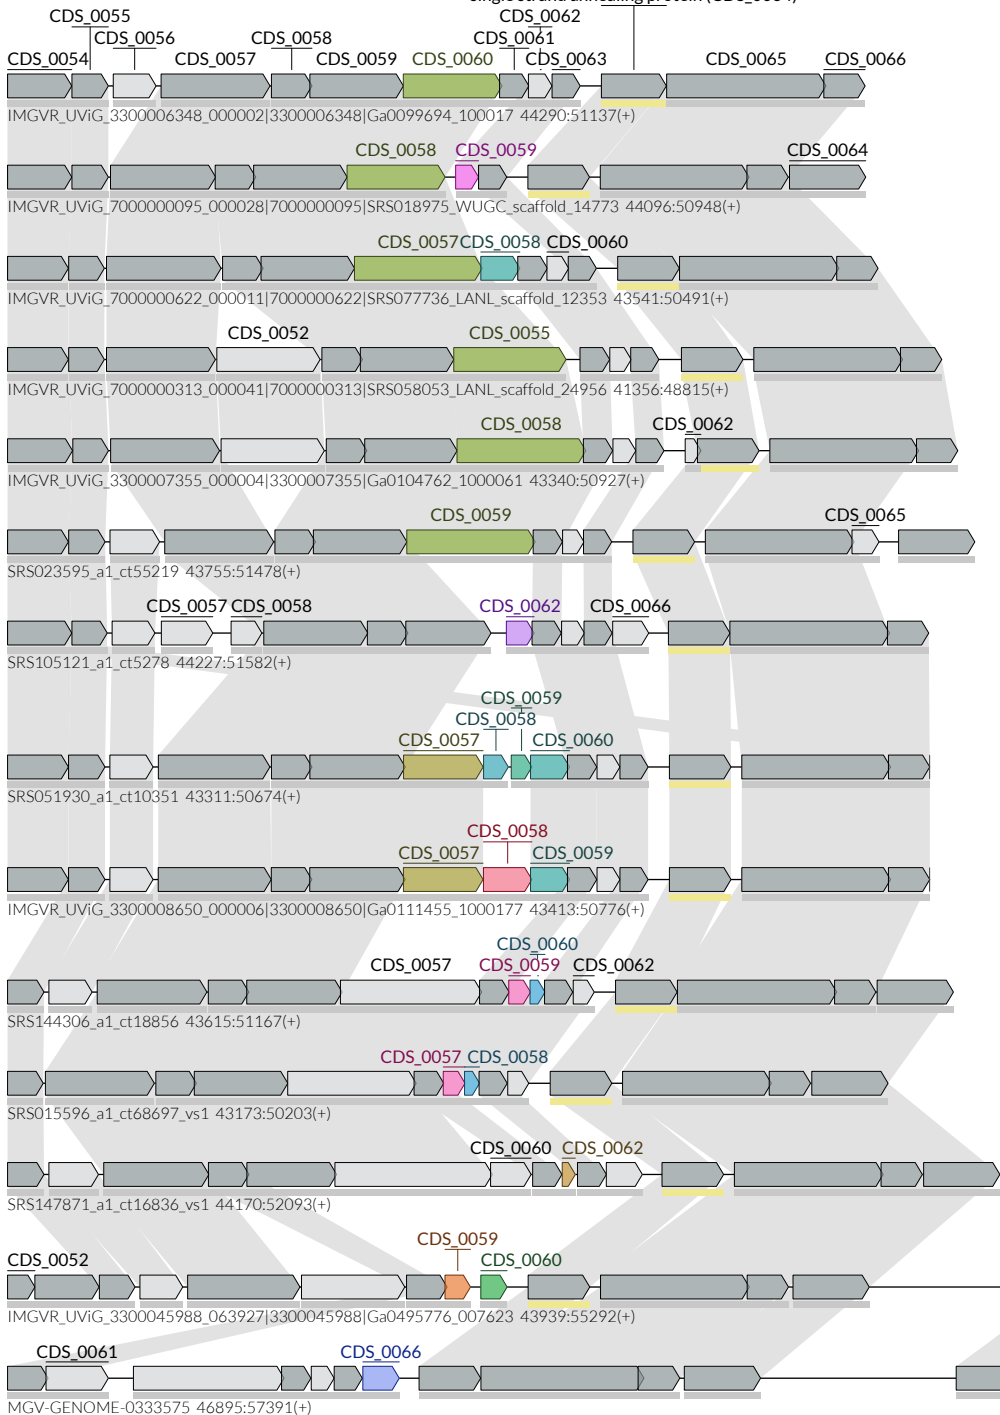 CDS_0062
CDS_0055
CDS_0056 CDS_0058 CDS_0061
CDS_0054 CDS_0057 CDS_0059 CDS_0060 CDS_0063 CDS_0065 CDS_0066
IMGVR_UViG_3300006348_000002|3300006348|Ga0099694_100017 44290:51137(+)
CDS_0058 CDS_0059 CDS_0064
IMGVR_UViG_7000000095_000028|7000000095|SRS018975_WUGC_scaffold_14773 44096:50948(+)
CDS_0057 CDS_0058 CDS_0060
IMGVR_UViG_7000000622_000011|7000000622|SRS077736_LANL_scaffold_12353 43541:50491(+)
CDS_0052 CDS_0055
IMGVR_UViG_7000000313_000041|7000000313|SRS058053_LANL_scaffold_24956 41356:48815(+)
CDS_0058 CDS_0062
IMGVR_UViG_3300007355_000004|3300007355|Ga0104762_1000061 43340:50927(+)
CDS_0059 CDS_0065
SRS023595_a1_ct55219 43755:51478(+)
CDS_0057 CDS_0058 CDS_0062 CDS_0066
SRS105121_a1_ct5278 44227:51582(+)
CDS_0059
CDS_0058
CDS_0057 CDS_0060
SRS051930_a1_ct10351 43311:50674(+)
CDS_0058
CDS_0057 CDS_0059
IMGVR_UViG_3300008650_000006|3300008650|Ga0111455_1000177 43413:50776(+)
CDS_0060
CDS_0057 CDS_0059 CDS_0062
SRS144306_a1_ct18856 43615:51167(+)
CDS_0057 CDS_0058
SRS015596_a1_ct68697_vs1 43173:50203(+)
CDS_0060 CDS_0062
SRS147871_a1_ct16836_vs1 44170:52093(+)
CDS_0059
CDS_0052 CDS_0060
IMGVR_UViG_3300045988_063927|3300045988|Ga0495776_007623 43939:55292(+)
CDS_0061 CDS_0066
MGV-GENOME-0333575 46895:57391(+)